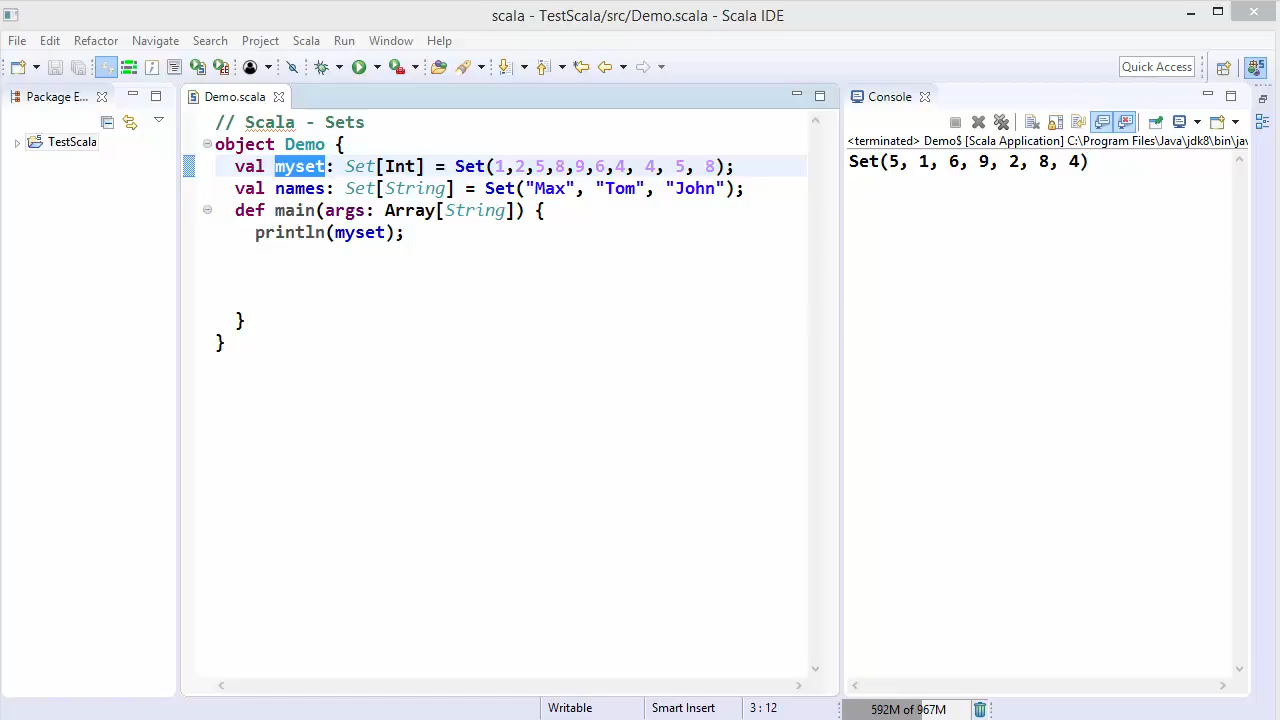 scala - TestScala/src/Demo.scala - Scala IDE
File Edit Refactor Navigate Search Project Scala Run Window Help
Quick Access
Package E...
Demo.scala
Console
TestScala
<terminated> Demo$ [Scala Application] C:\Program Files\Java\jdk8\bin\jav
// Scala - Sets
object Demo {
val myset: Set[Int] = Set(1,2,5,8,9,6,4, 4, 5, 8);
val names: Set[String] = Set("Max", "Tom", "John");
def main(args: Array[String]) {
println(myset);
}
}
Set(5, 1, 6, 9, 2, 8, 4)
Writable
Smart Insert
3 : 12
592M of 967M